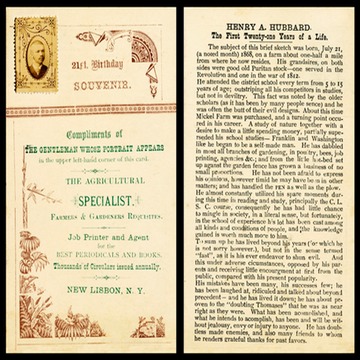 21st. Birthday
SOUVENIR.
Compliments of
THE GENTLEMAN WHOSE PORTRAIT APPEARS
in the upper left-hand corner of this card.
THE AGRICULTURAL
SPECIALIST.
FARMERS & GARDENERS REQUISITES.
Job Printer and Agent
for the
BEST PERIODICALS AND BOOKS.
Thousands of Circulars issued annually.
NEW LISBON, N. Y.
HENRY A. HUBBARD.
The First Twenty-one Years of a Life.
The subject of this brief sketch was born, July 21,
(a noted month) 1868, on a farm about one-half a mile
from where he now resides. His grandsires, on both
sides were good old Puritan stock—one served in the
Revolution and one in the war of 1812.
He attended the district school every term from 5 to 15
years of age; outstriping all his competitors in studies,
but not in deviltry. This fact was noted by the older
scholars (as it has been by many people sence) and he
was often the butt of their evil designs. About this time
Mickel Farm was purchased, and a turning point occur-
red in his career. A study of nature together with a
desire to make a little spending money, partially supe-
seded his school studies—Franklin and Washington
like he began to be a self-made man. He has dabbled
in most all branches of gardening, in poetry, been job
printing, agencies &c.; and from the little hot-bed set
up against the garden fence has grown a business of no
small proportions. He has not been afraid to express
his opinions, however timid he may have been in other
matters; and has handled the PEN as well as the plow.
He almost constantly utilized his spare moments dur-
ing this time in reading and study, principally the C. L.
S. C. course, consequently he has had little chance
to mingle in society, in a literal sense, but fortunately,
in the school of experience his lot has been cast among
all kinds and conditions of people, and the knowledge
gained is worth much more to him.
To sum up he has lived beyond his years (for which he
is not sorry however), but not in the sense termed
"fast", as it is his ever endeavor to shun evil. And
this under adverse circumstances, opposed by his par-
ents and receiving little encouragement at first from the
public, compared with his present popularity.
His mistakes have been many, his successes few; he
has been laughed at, ridiculed and talked about beyond
precedent—and he has lived it down; he has also pr-
oven to the "doubting Thomases" that he was as near
right as they were. What has been accomplished, and
what he intends to accomplish, has been and will be wit-
hout jealousy, envy or injury to anyone. He has doub-
tless made enemies, and also many friends to whom
he renders grateful thanks for past favors.